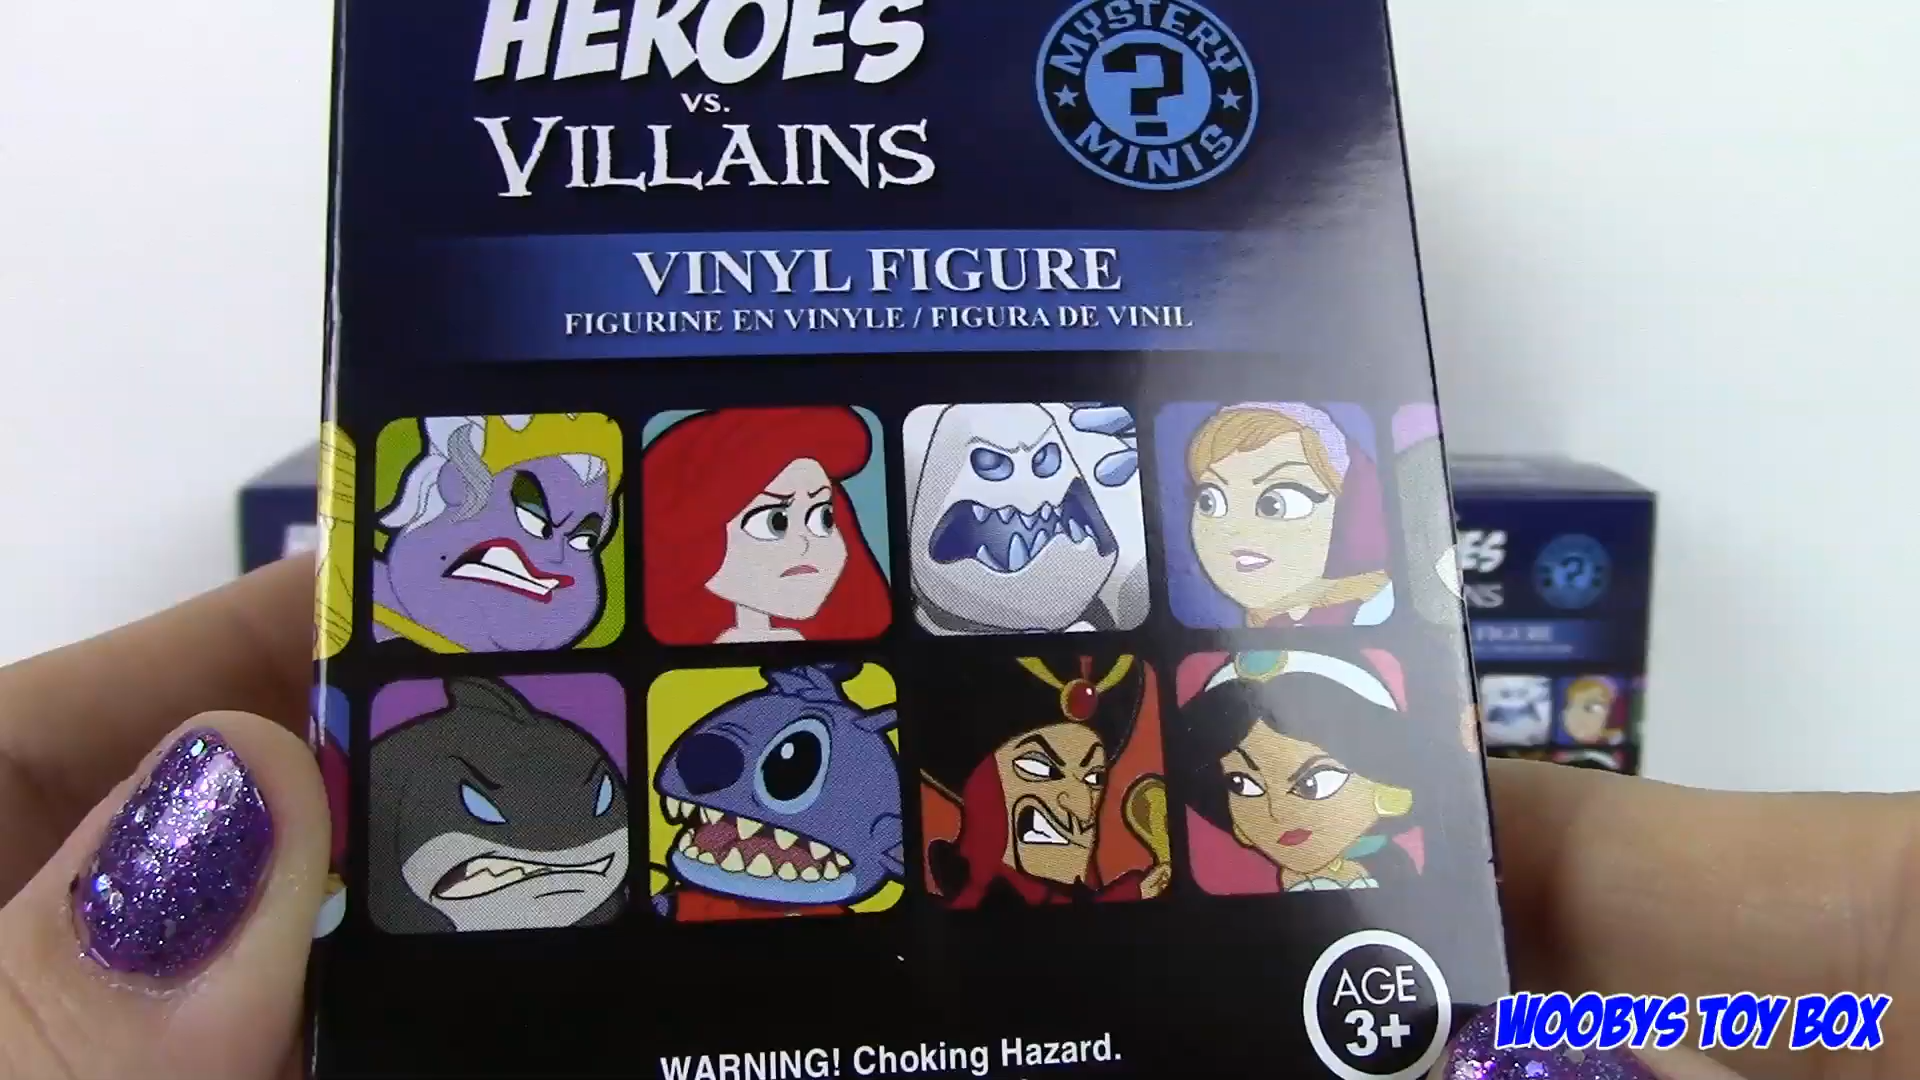 HEROES
VS.
VILLAINS
MYSTERY
?
MINIS
VINYL FIGURE
FIGURINE EN VINYLE / FIGURA DE VINIL
AGE
3+
WARNING! Choking Hazard.
WOOBYS TOY BOX